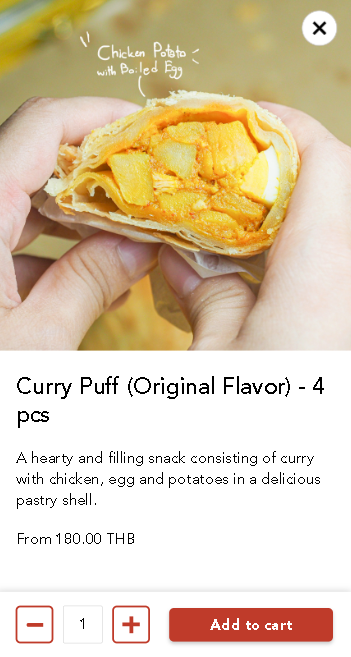 Chicken Potato
with Boiled Egg
Curry Puff (Original Flavor) - 4
pcs
A hearty and filling snack consisting of curry
with chicken, egg and potatoes in a delicious
pastry shell.
From 180.00 THB
1
Add to cart